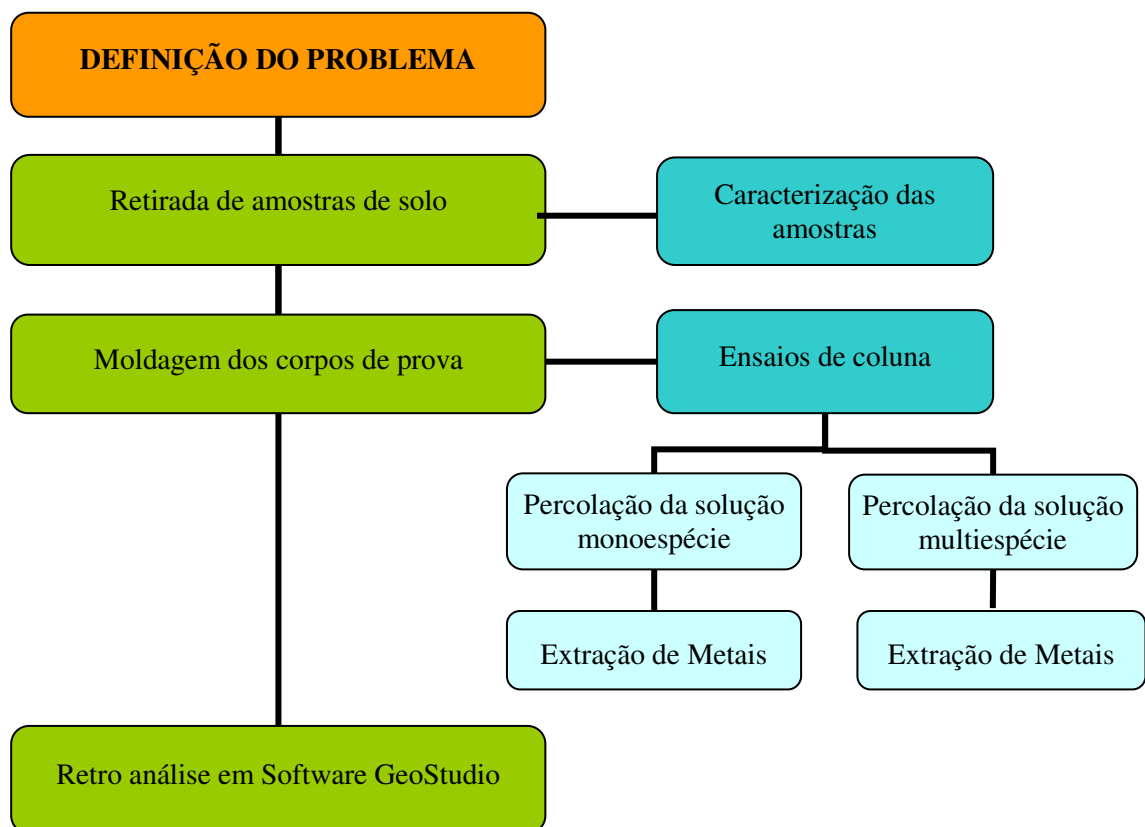 DEFINIÇÃO DO PROBLEMA
Retirada de amostras de solo
Caracterização das
amostras
Moldagem dos corpos de prova
Ensaios de coluna
Percolação da solução
monoespécie
Percolação da solução
multiespécie
Extração de Metais
Extração de Metais
Retro análise em Software GeoStudio